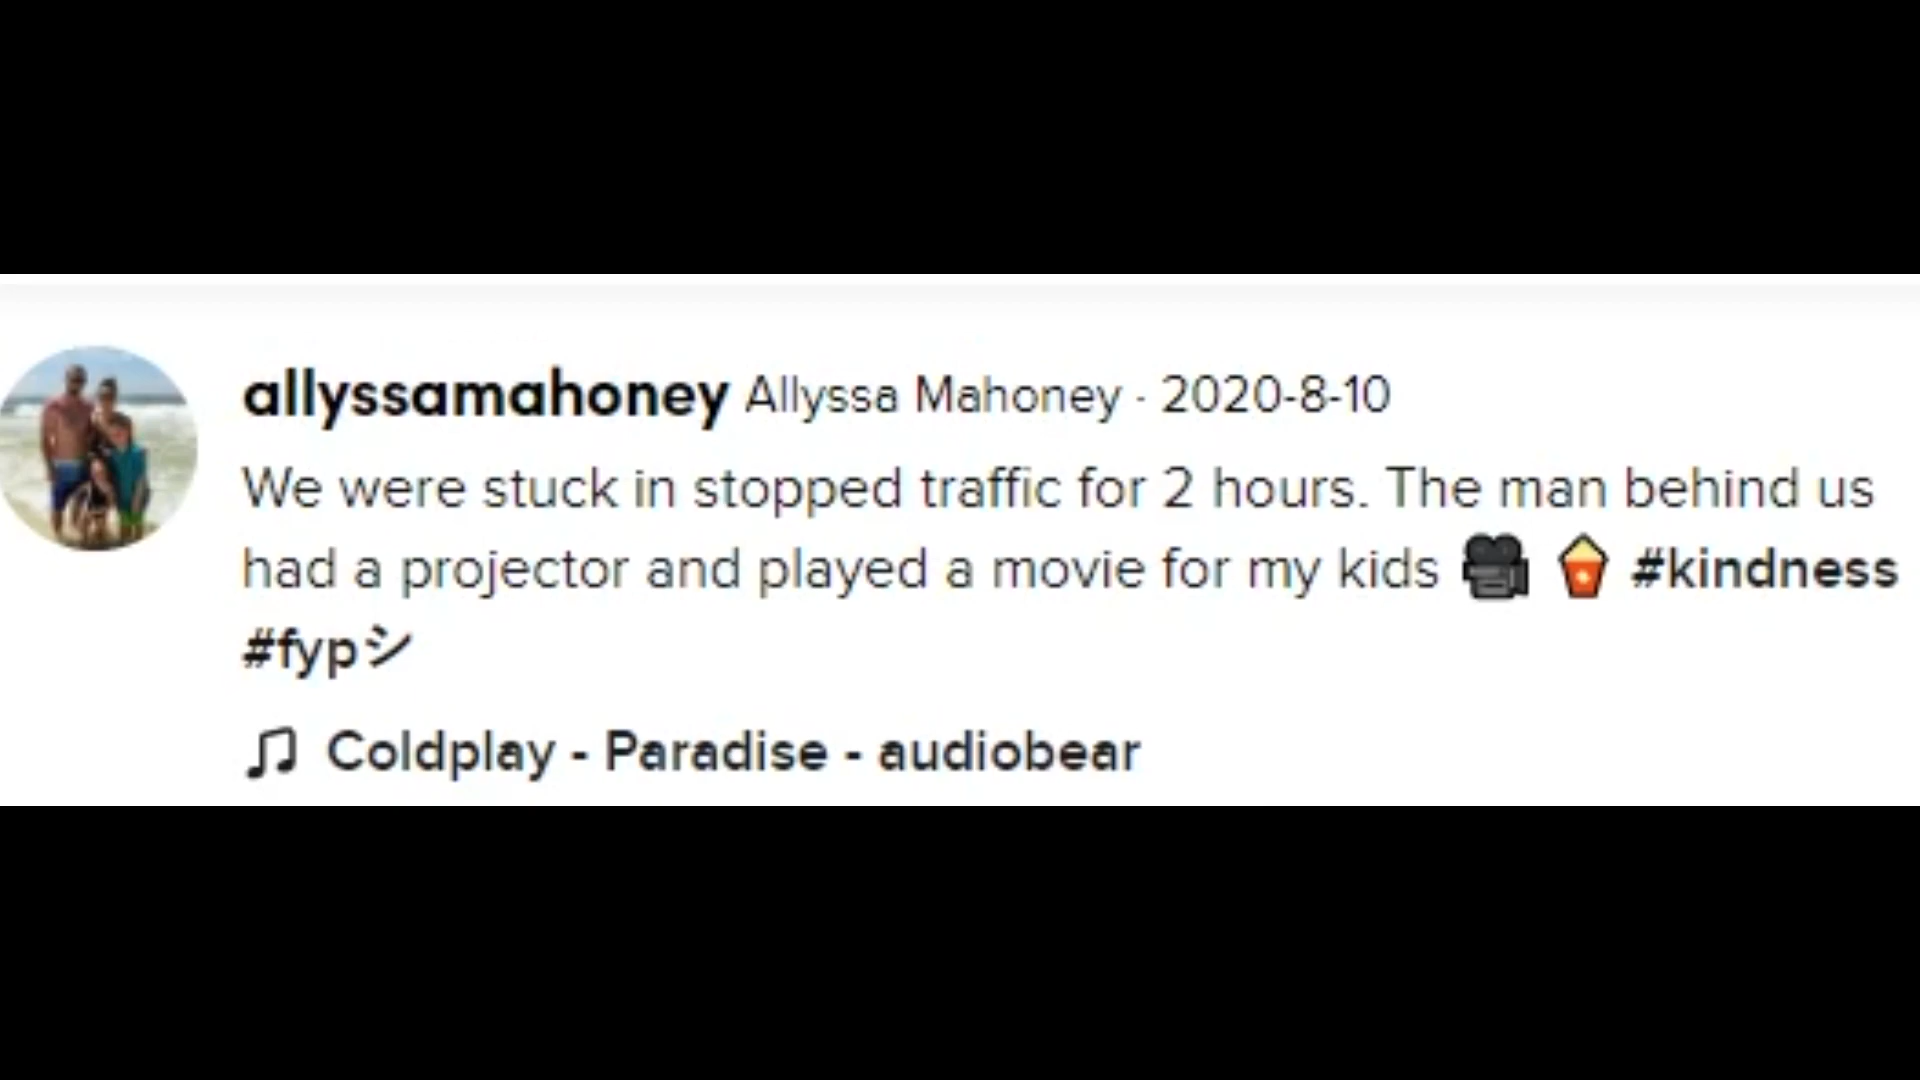 allyssamahoney Allyssa Mahoney · 2020-8-10
We were stuck in stopped traffic for 2 hours. The man behind us
had a projector and played a movie for my kids 🎥 🍿 #kindness
#fypシ
♫ Coldplay - Paradise - audiobear